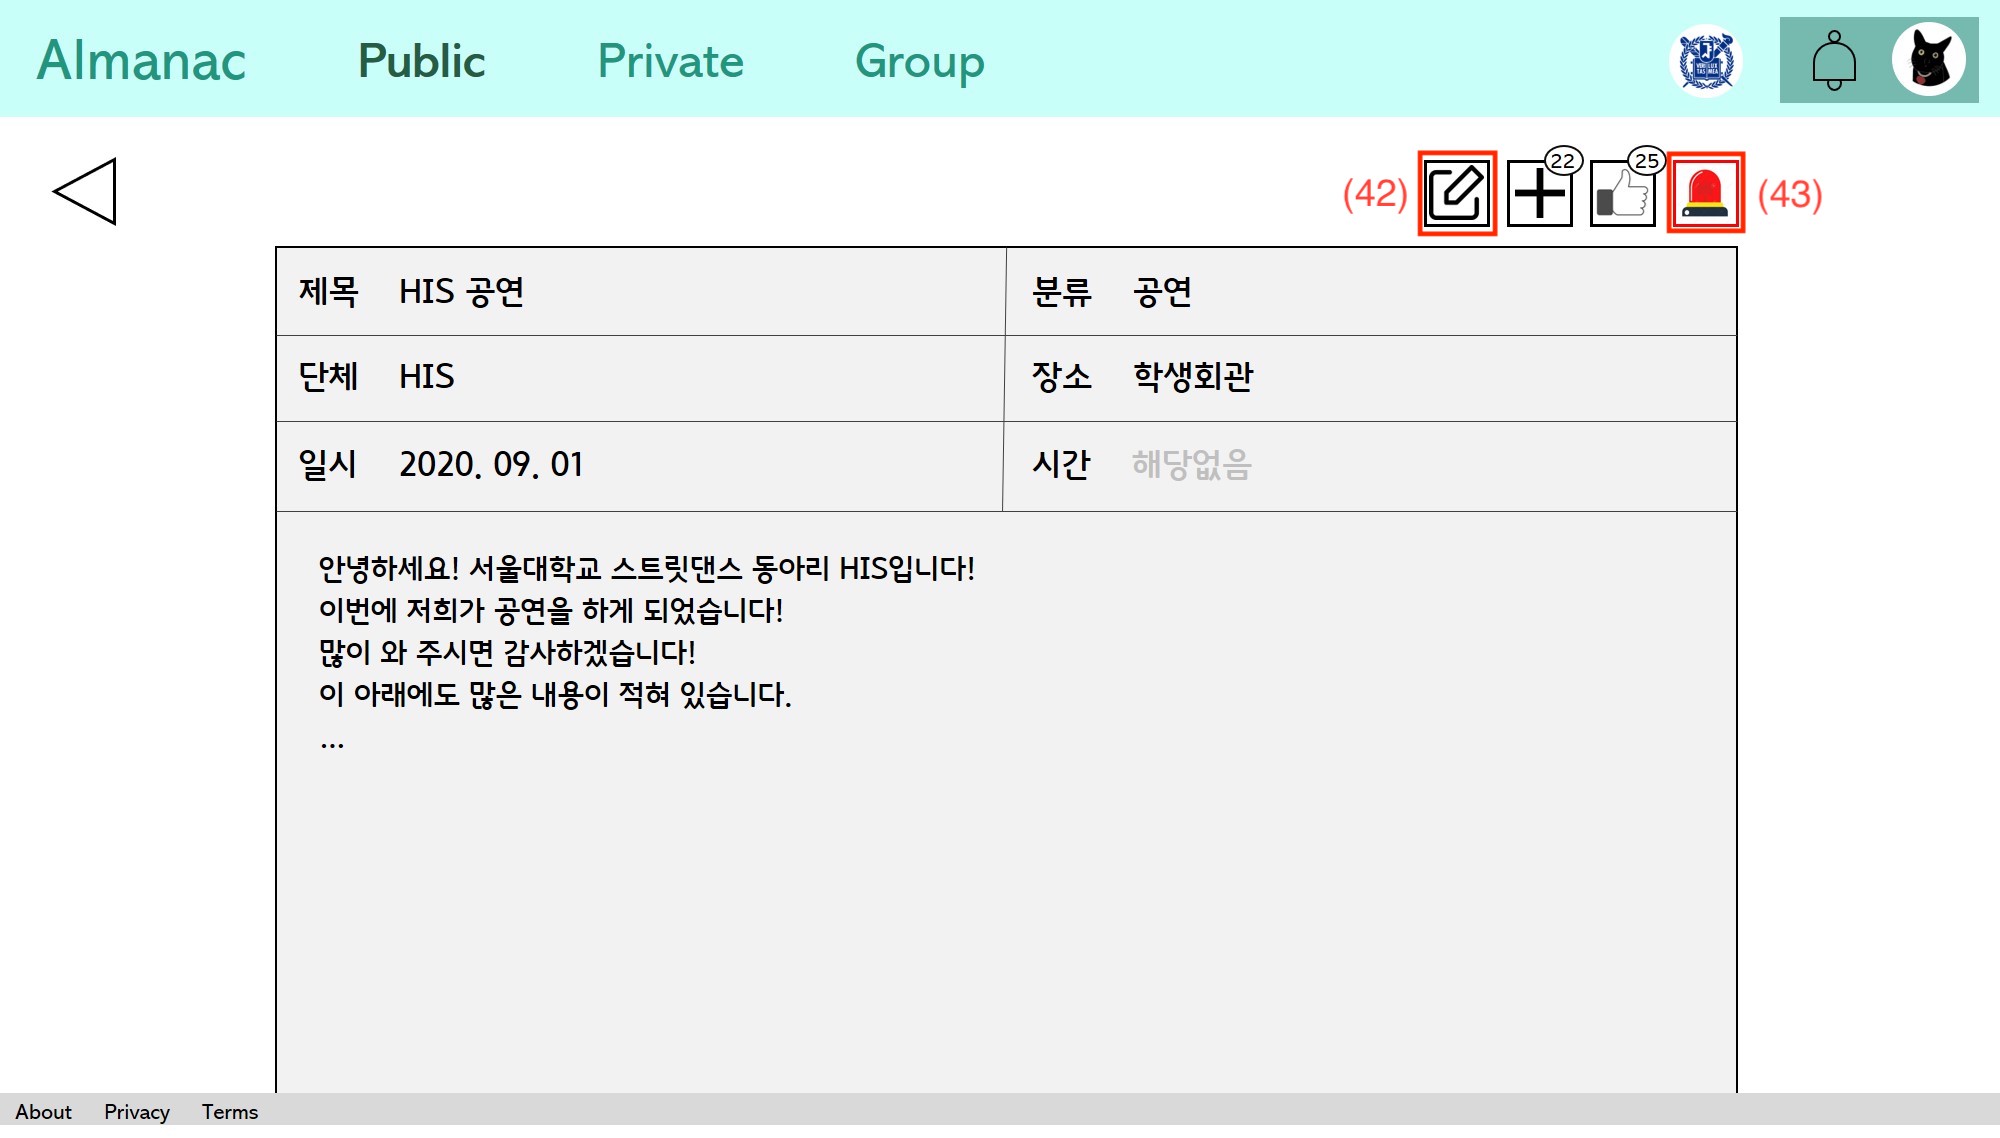 Almanac Public Private Group
(42) 22 25 (43)
제목 HIS 공연 분류 공연
단체 HIS 장소 학생회관
일시 2020. 09. 01 시간 해당없음
안녕하세요! 서울대학교 스트릿댄스 동아리 HIS입니다!
이번에 저희가 공연을 하게 되었습니다!
많이 와 주시면 감사하겠습니다!
이 아래에도 많은 내용이 적혀 있습니다.
...
About Privacy Terms